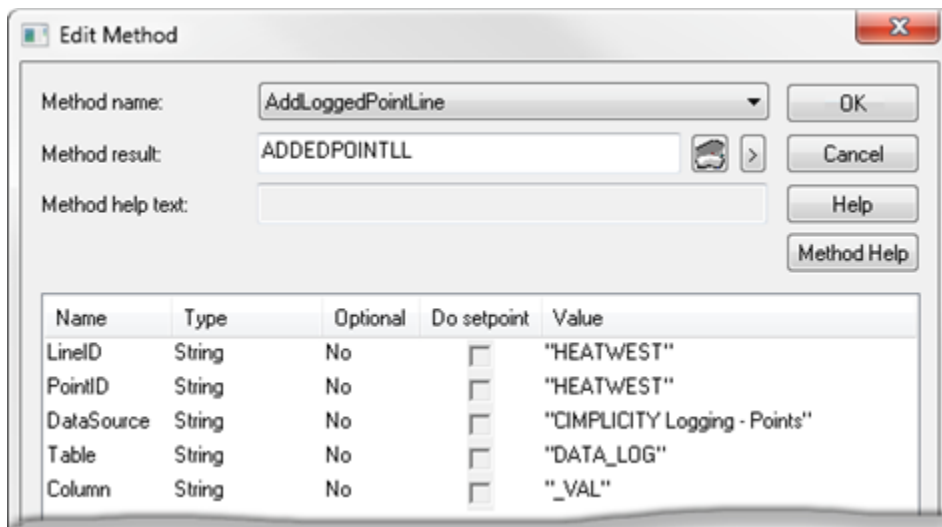 Edit Method
Method name: AddLoggedPointLine OK
Method result: ADDEDPOINTLL > Cancel
Method help text: Help
Method Help
Name Type Optional Do setpoint Value
LineID String No "HEATWEST"
PointID String No "HEATWEST"
DataSource String No "CIMPLICITY Logging - Points"
Table String No "DATA_LOG"
Column String No "_VAL"